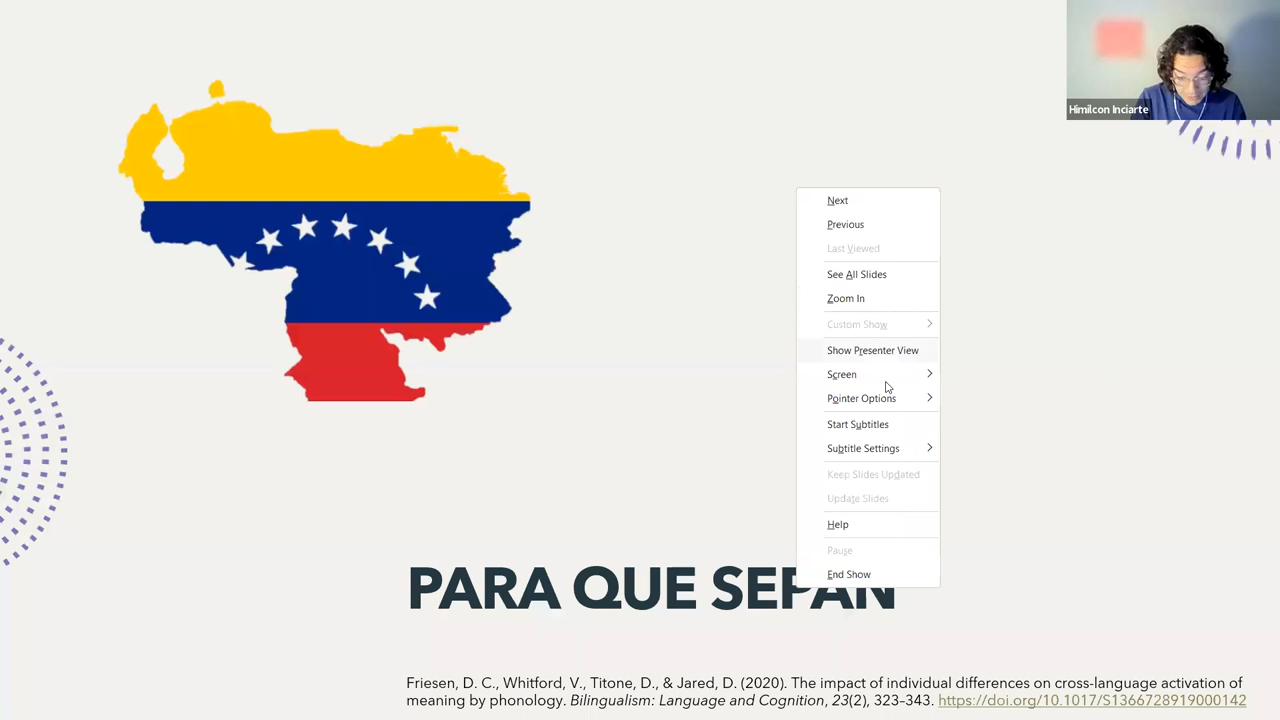 Himilcon Inciarte
Next
Previous
Last Viewed
See All Slides
Zoom In
Custom Show
Show Presenter View
Screen
Pointer Options
Start Subtitles
Subtitle Settings
Keep Slides Updated
Update Slides
Help
Pause
End Show
PARA QUE SEPAN
Friesen, D. C., Whitford, V., Titone, D., & Jared, D. (2020). The impact of individual differences on cross-language activation of
meaning by phonology. Bilingualism: Language and Cognition, 23(2), 323–343. https://doi.org/10.1017/S1366728919000142